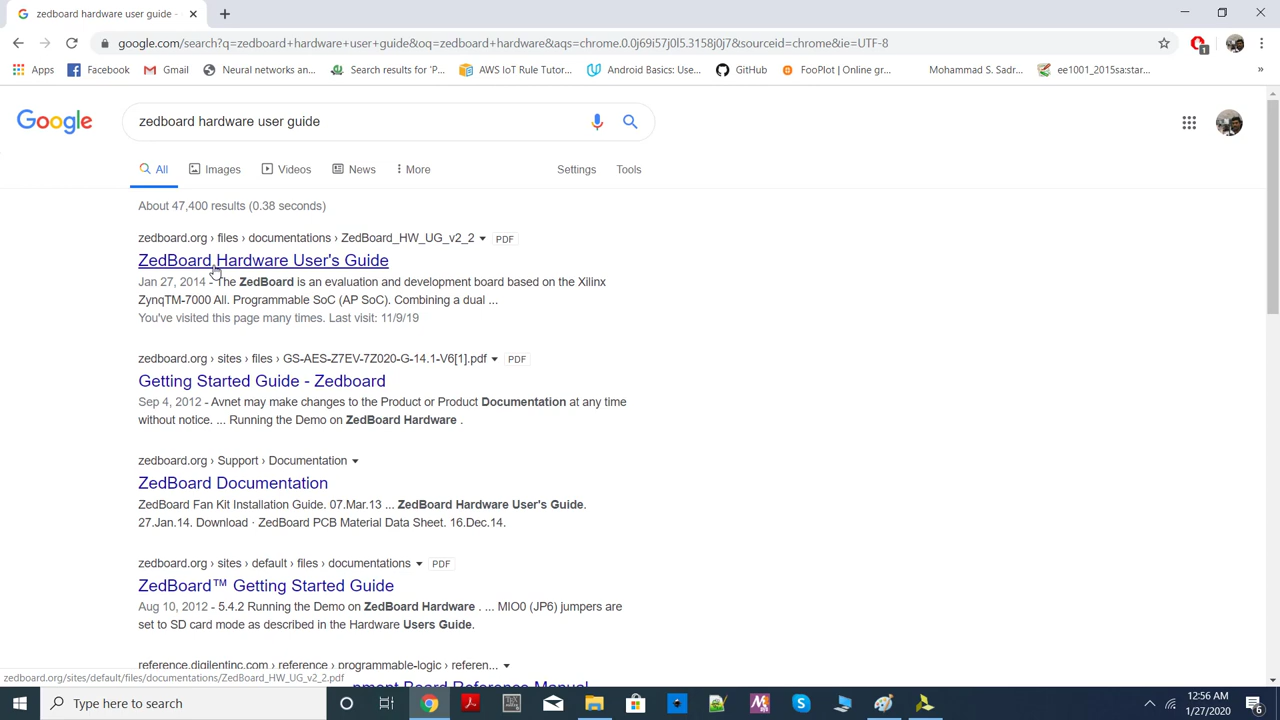 zedboard hardware user guide -
google.com/search?q=zedboard+hardware+user+guide&oq=zedboard+hardware&aqs=chrome.0.0j69i57j0l5.3158j0j7&sourceid=chrome&ie=UTF-8
1
Apps Facebook Gmail Neural networks an... Search results for 'P... AWS IoT Rule Tutor... Android Basics: Use... GitHub FooPlot | Online gr... Mohammad S. Sadr... ee1001_2015sa:star... »
Google zedboard hardware user guide
All Images Videos News More Settings Tools
About 47,400 results (0.38 seconds)
zedboard.org › files › documentations › ZedBoard_HW_UG_v2_2 PDF
ZedBoard Hardware User's Guide
Jan 27, 2014 - The ZedBoard is an evaluation and development board based on the Xilinx
ZynqTM-7000 All. Programmable SoC (AP SoC). Combining a dual ...
You've visited this page many times. Last visit: 11/9/19
zedboard.org › sites › files › GS-AES-Z7EV-7Z020-G-14.1-V6[1].pdf PDF
Getting Started Guide - Zedboard
Sep 4, 2012 - Avnet may make changes to the Product or Product Documentation at any time
without notice. ... Running the Demo on ZedBoard Hardware .
zedboard.org › Support › Documentation
ZedBoard Documentation
ZedBoard Fan Kit Installation Guide. 07.Mar.13 ... ZedBoard Hardware User's Guide.
27.Jan.14. Download · ZedBoard PCB Material Data Sheet. 16.Dec.14.
zedboard.org › sites › default › files › documentations PDF
ZedBoard™ Getting Started Guide
Aug 10, 2012 - 5.4.2 Running the Demo on ZedBoard Hardware . ... MIO0 (JP6) jumpers are
set to SD card mode as described in the Hardware Users Guide.
reference.digilentinc.com › reference › programmable-logic › referen...
zedboard.org/sites/default/files/documentations/ZedBoard_HW_UG_v2_2.pdf
Type here to search
12:56 AM
1/27/2020
6